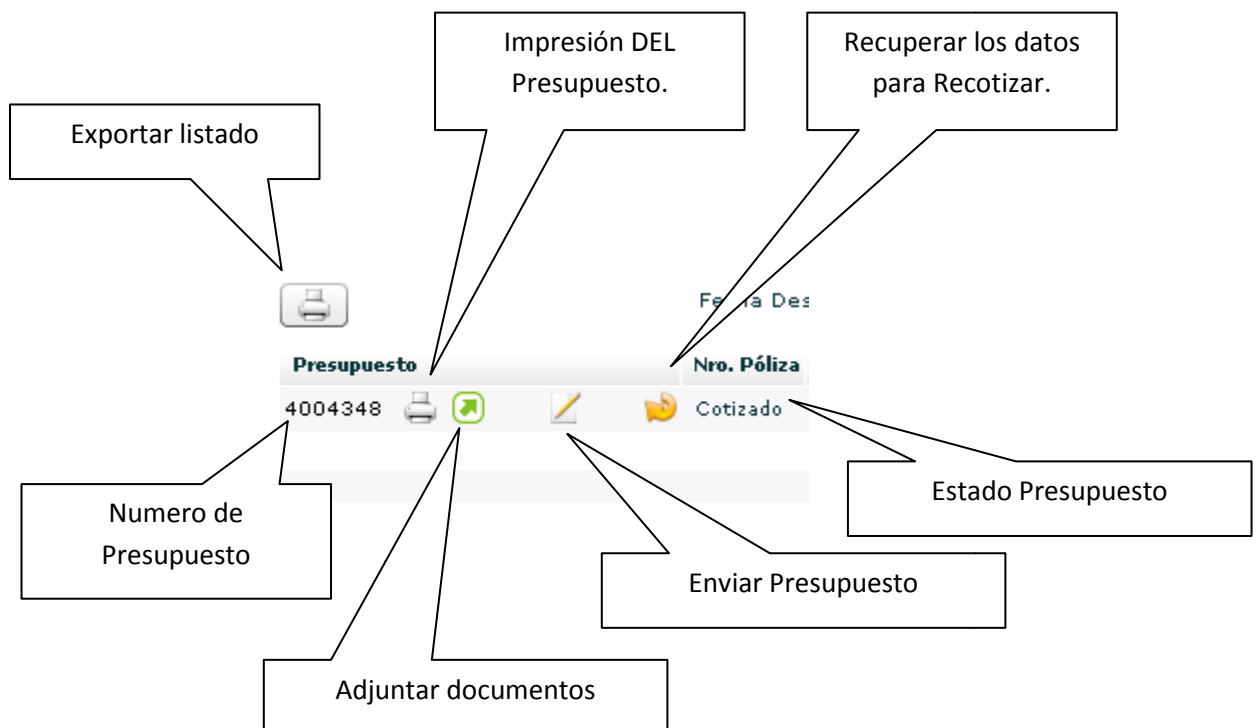 Impresión DEL
Presupuesto.
Recuperar los datos
para Recotizar.
Exportar listado
Presupuesto
Nro. Póliza
4004348
Cotizado
Numero de
Presupuesto
Estado Presupuesto
Enviar Presupuesto
Adjuntar documentos